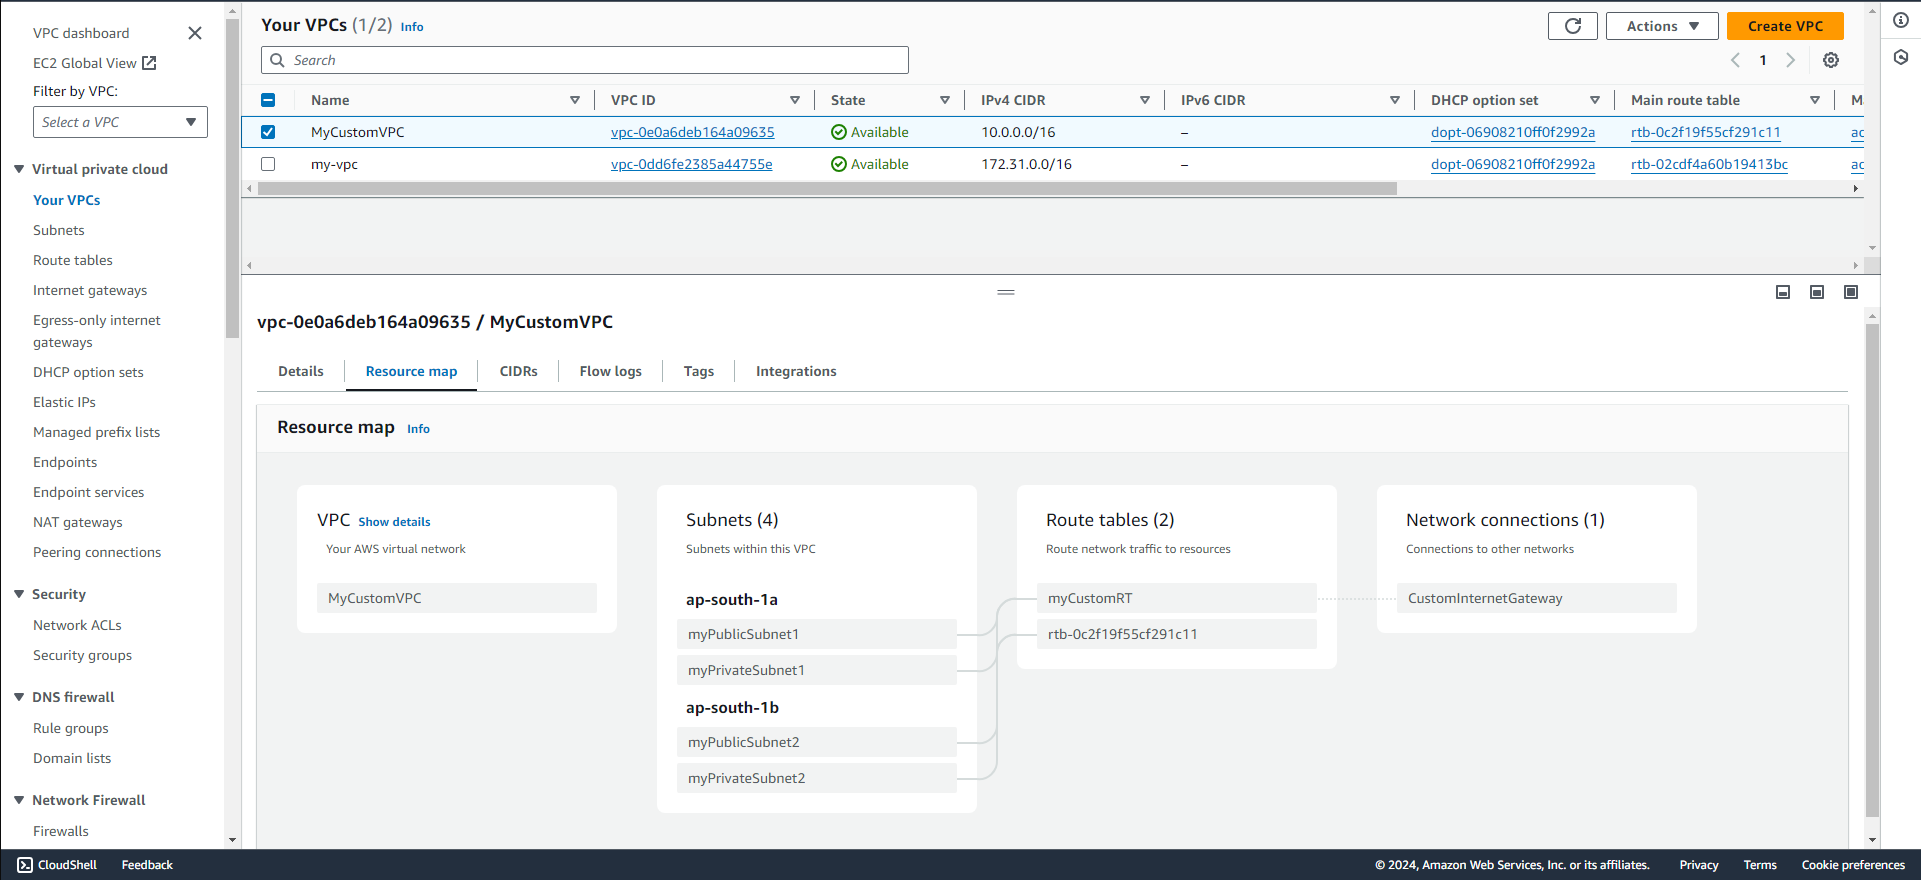 VPC dashboard
EC2 Global View
Filter by VPC:
Select a VPC
Virtual private cloud
Your VPCs
Subnets
Route tables
Internet gateways
Egress-only internet
gateways
DHCP option sets
Elastic IPs
Managed prefix lists
Endpoints
Endpoint services
NAT gateways
Peering connections
Security
Network ACLs
Security groups
DNS firewall
Rule groups
Domain lists
Network Firewall
Firewalls
Your VPCs (1/2) Info
Actions
Create VPC
Search
1
Name VPC ID State IPv4 CIDR IPv6 CIDR DHCP option set Main route table M
MyCustomVPC vpc-0e0a6deb164a09635 Available 10.0.0.0/16 – dopt-06908210ff0f2992a rtb-0c2f19f55cf291c11 ac
my-vpc vpc-0dd6fe2385a44755e Available 172.31.0.0/16 – dopt-06908210ff0f2992a rtb-02cdf4a60b19413bc ac
vpc-0e0a6deb164a09635 / MyCustomVPC
Details Resource map CIDRs Flow logs Tags Integrations
Resource map Info
VPC Show details
Your AWS virtual network
MyCustomVPC
Subnets (4)
Subnets within this VPC
ap-south-1a
myPublicSubnet1
myPrivateSubnet1
ap-south-1b
myPublicSubnet2
myPrivateSubnet2
Route tables (2)
Route network traffic to resources
myCustomRT
rtb-0c2f19f55cf291c11
Network connections (1)
Connections to other networks
CustomInternetGateway
CloudShell Feedback © 2024, Amazon Web Services, Inc. or its affiliates. Privacy Terms Cookie preferences